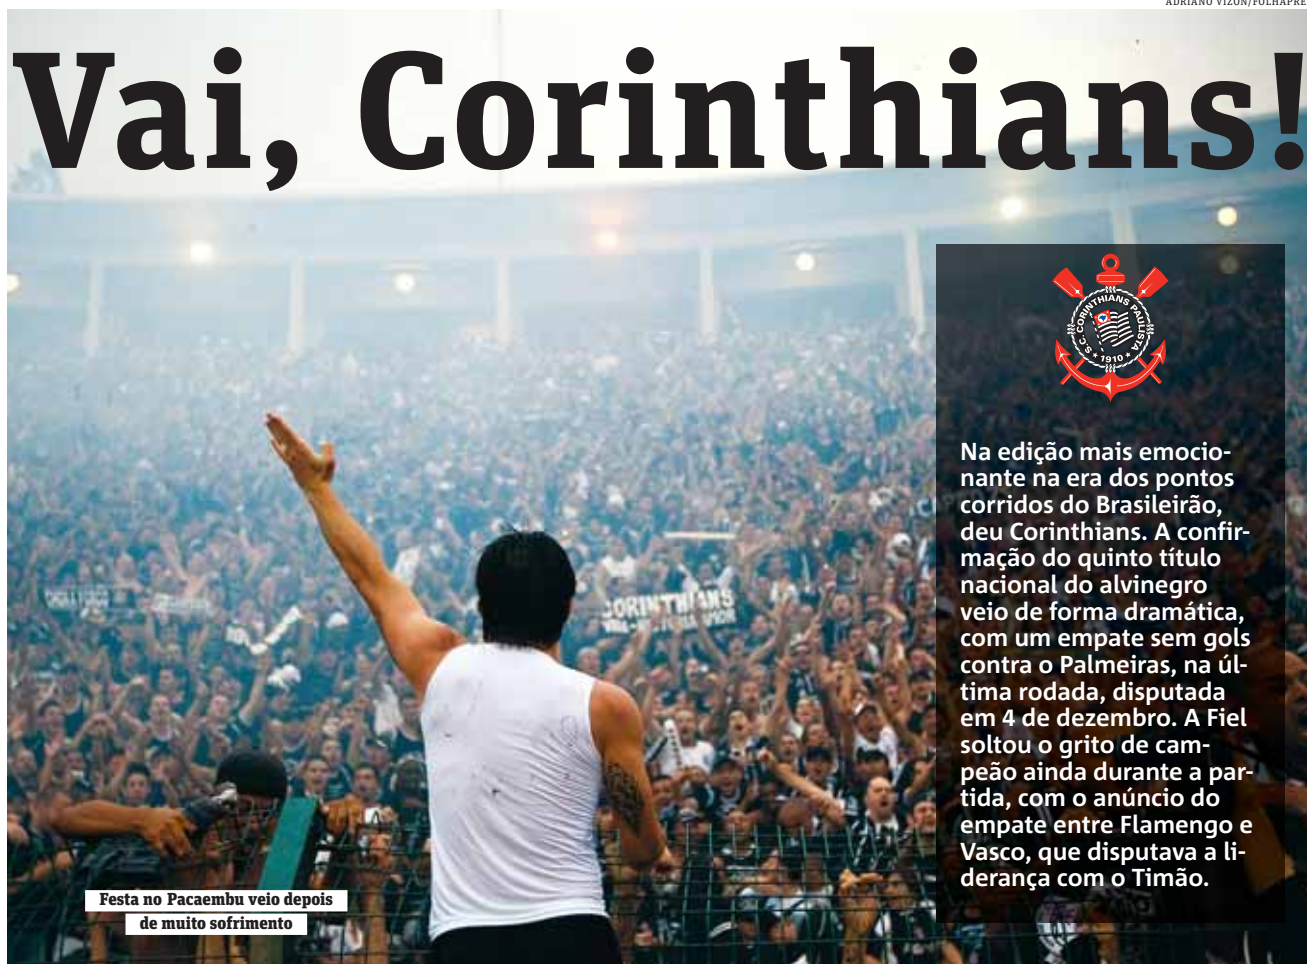 ADRIANO VIZON/FOLHAPRE
Vai, Corinthians!
S.C. CORINTHIANS PAULISTA
★ 1910 ★
Na edição mais emocio-
nante na era dos pontos
corridos do Brasileirão,
deu Corinthians. A confir-
mação do quinto título
nacional do alvinegro
veio de forma dramática,
com um empate sem gols
contra o Palmeiras, na úl-
tima rodada, disputada
em 4 de dezembro. A Fiel
soltou o grito de cam-
peão ainda durante a par-
tida, com o anúncio do
empate entre Flamengo e
Vasco, que disputava a li-
derança com o Timão.
CORINTHIANS
Festa no Pacaembu veio depois
de muito sofrimento